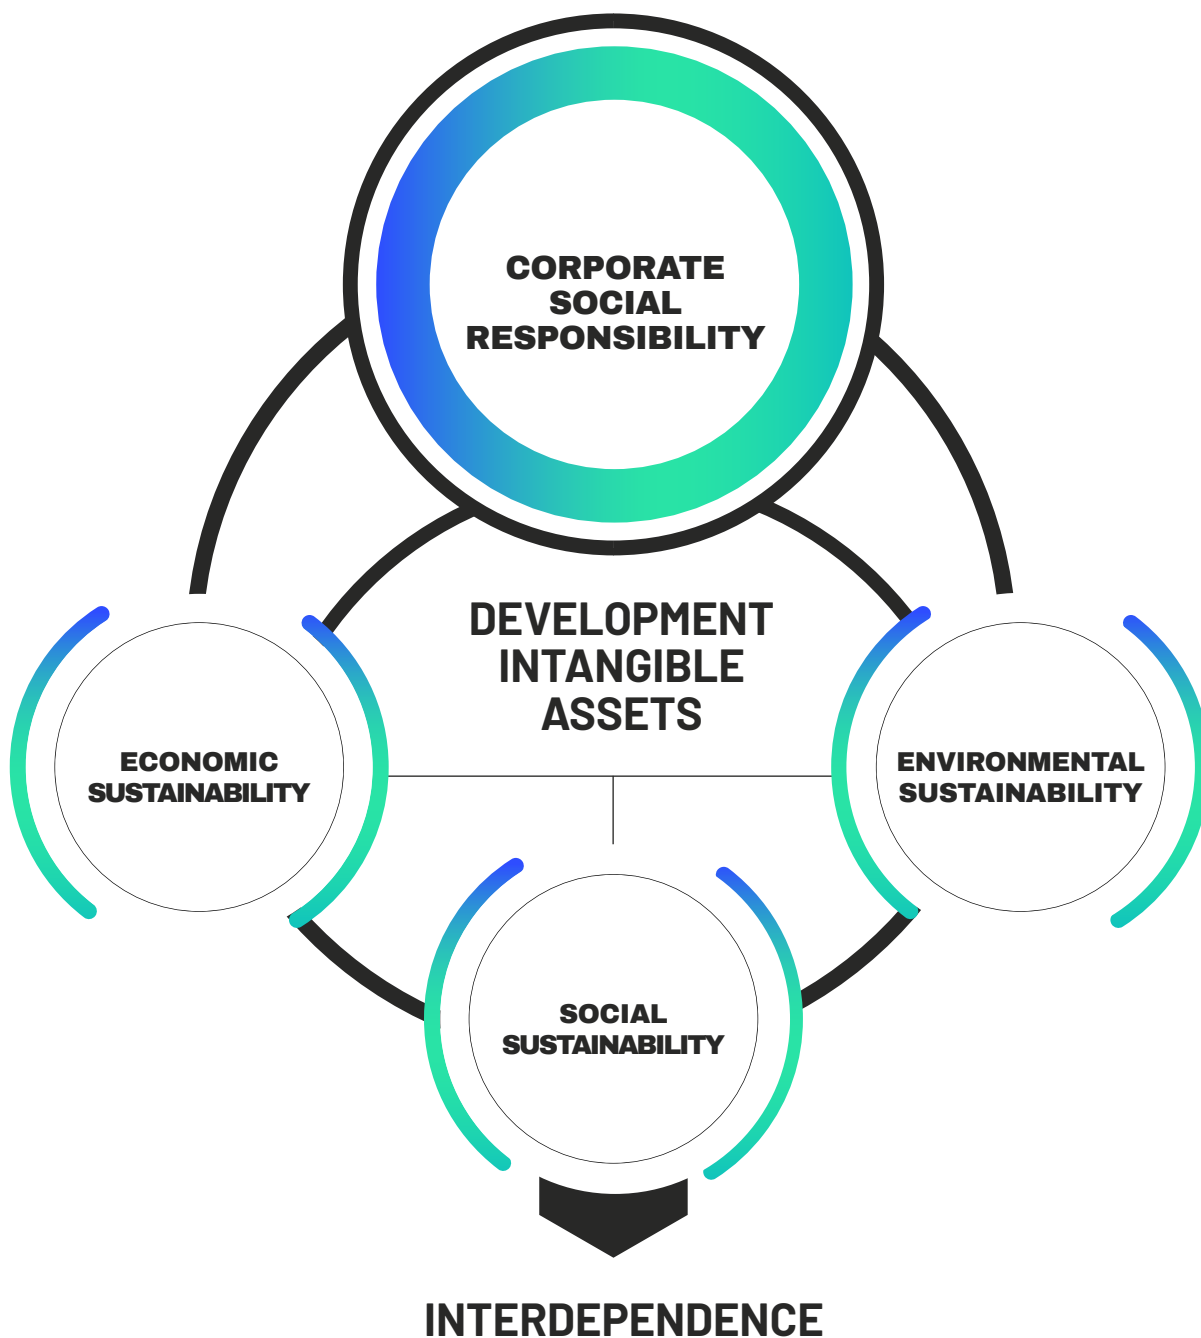 CORPORATE
SOCIAL
RESPONSIBILITY
DEVELOPMENT
INTANGIBLE
ASSETS
ECONOMIC
SUSTAINABILITY
ENVIRONMENTAL
SUSTAINABILITY
SOCIAL
SUSTAINABILITY
INTERDEPENDENCE